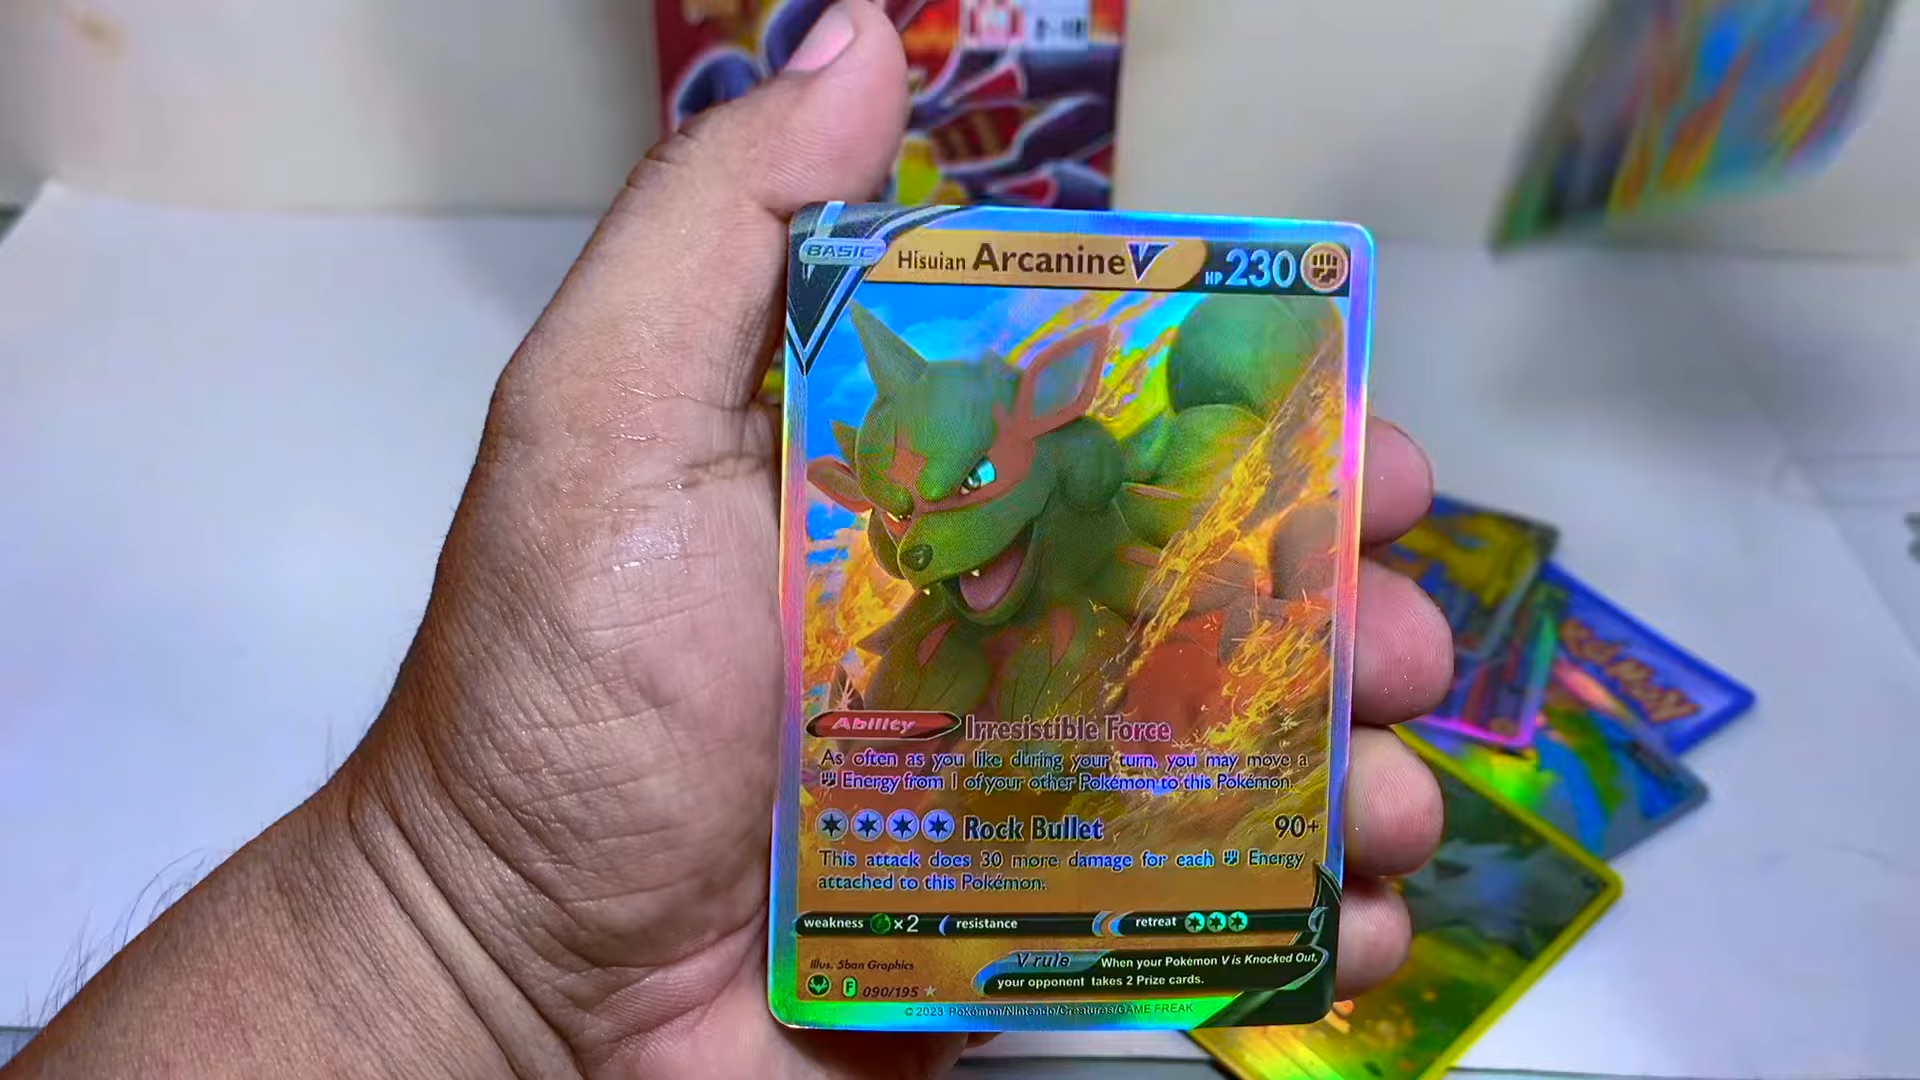 2-10
BASIC Hisuian Arcanine V HP 230
Ability Irresistible Force
As often as you like during your turn, you may move a
Energy from 1 of your other Pokémon to this Pokémon.
Rock Bullet 90+
This attack does 30 more damage for each Energy
attached to this Pokémon.
weakness ×2 resistance retreat
Illus. 5ban Graphics
V rule When your Pokémon V is Knocked Out,
your opponent takes 2 Prize cards.
F 090/195
© 2023 Pokémon/Nintendo/Creatures/GAME FREAK